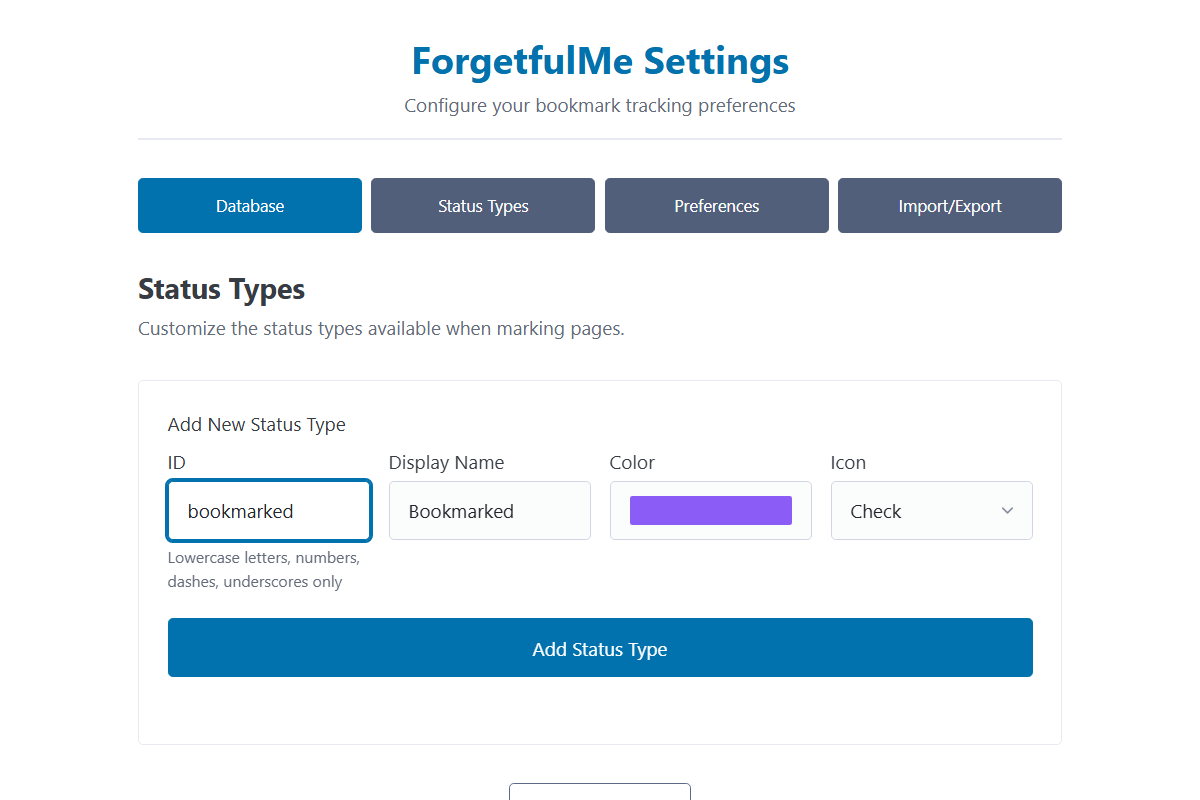 ForgetfulMe Settings
Configure your bookmark tracking preferences
Database
Status Types
Preferences
Import/Export
Status Types
Customize the status types available when marking pages.
Add New Status Type
ID
Display Name
Color
Icon
bookmarked
Bookmarked
Check
Lowercase letters, numbers,
dashes, underscores only
Add Status Type